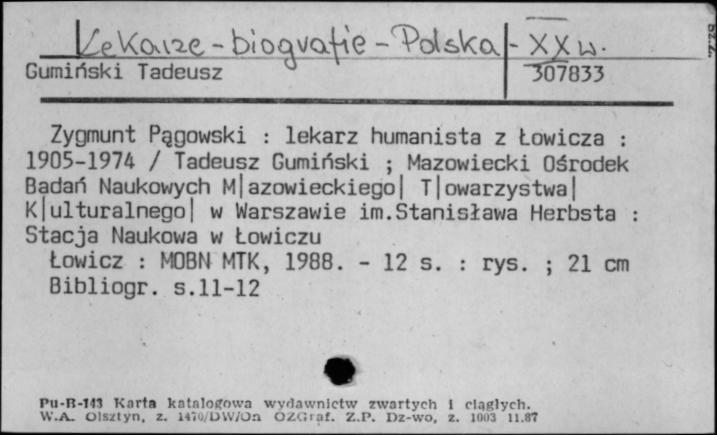 Lekarze - biografie - Polska - XX w.
Gumiński Tadeusz
307833
Zygmunt Pągowski : lekarz humanista z Łowicza :
1905-1974 / Tadeusz Gumiński ; Mazowiecki Ośrodek
Badań Naukowych M|azowieckiego| T|owarzystwa|
K|ulturalnego| w Warszawie im.Stanisława Herbsta :
Stacja Naukowa w Łowiczu
Łowicz : MOBN MTK, 1988. - 12 s. : rys. ; 21 cm
Bibliogr. s.11-12
Pu-B-143 Karta katalogowa wydawnictw zwartych i ciągłych.
W.A. Olsztyn, z. 1470/DW/On OZGraf. Z.P. Dz-wo, z. 1003 11.87